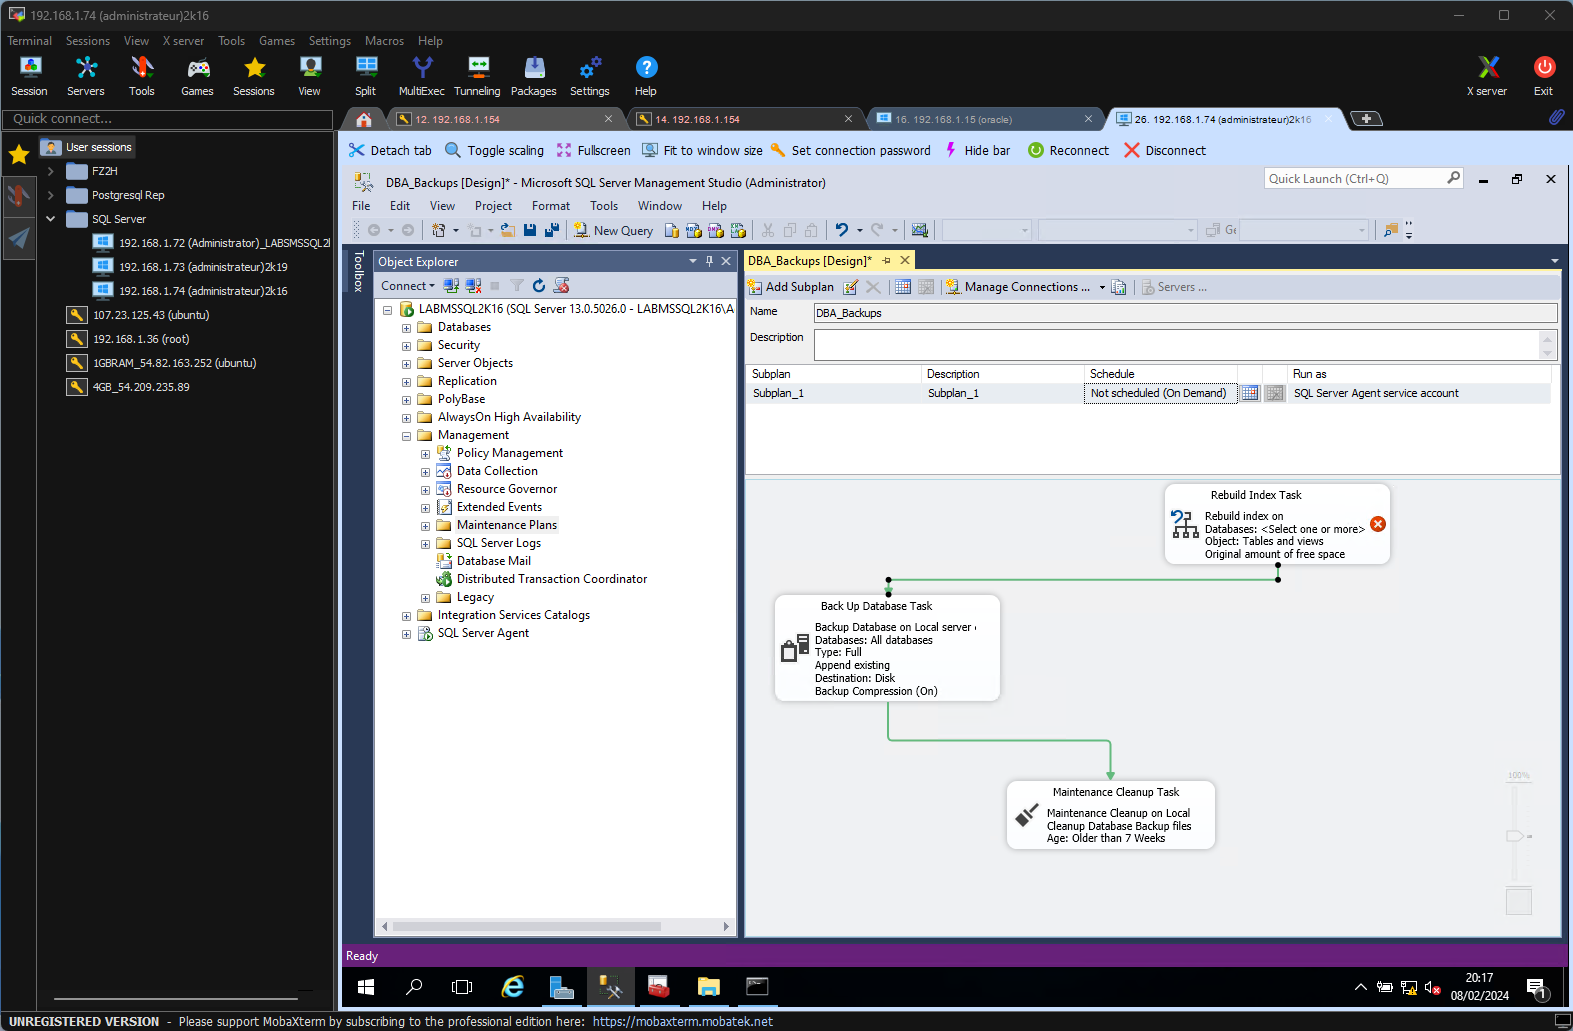 192.168.1.74 (administrateur)2k16
Terminal Sessions View X server Tools Games Settings Macros Help
Session Servers Tools Games Sessions View Split MultiExec Tunneling Packages Settings Help X server Exit
Quick connect...
12. 192.168.1.154
14. 192.168.1.154
16. 192.168.1.15 (oracle)
26. 192.168.1.74 (administrateur)2k16
Detach tab Toggle scaling Fullscreen Fit to window size Set connection password Hide bar Reconnect Disconnect
User sessions
FZ2H
Postgresql Rep
SQL Server
192.168.1.72 (Administrator)_LABSMSSQL2
192.168.1.73 (administrateur)2k19
192.168.1.74 (administrateur)2k16
107.23.125.43 (ubuntu)
192.168.1.36 (root)
1GBRAM_54.82.163.252 (ubuntu)
4GB_54.209.235.89
DBA_Backups [Design]* - Microsoft SQL Server Management Studio (Administrator)
Quick Launch (Ctrl+Q)
File Edit View Project Format Tools Window Help
New Query
Ge
Toolbox
Object Explorer
Connect
LABMSSQL2K16 (SQL Server 13.0.5026.0 - LABMSSQL2K16\A
Databases
Security
Server Objects
Replication
PolyBase
AlwaysOn High Availability
Management
Policy Management
Data Collection
Resource Governor
Extended Events
Maintenance Plans
SQL Server Logs
Database Mail
Distributed Transaction Coordinator
Legacy
Integration Services Catalogs
SQL Server Agent
DBA_Backups [Design]*
Add Subplan Manage Connections ... Servers ...
Name DBA_Backups
Description
Subplan Description Schedule Run as
Subplan_1 Subplan_1 Not scheduled (On Demand) SQL Server Agent service account
Rebuild Index Task
Rebuild index on
Databases: <Select one or more>
Object: Tables and views
Original amount of free space
Back Up Database Task
Backup Database on Local server
Databases: All databases
Type: Full
Append existing
Destination: Disk
Backup Compression (On)
Maintenance Cleanup Task
Maintenance Cleanup on Local
Cleanup Database Backup files
Age: Older than 7 Weeks
100%
Ready
20:17
08/02/2024
1
UNREGISTERED VERSION - Please support MobaXterm by subscribing to the professional edition here: https://mobaxterm.mobatek.net